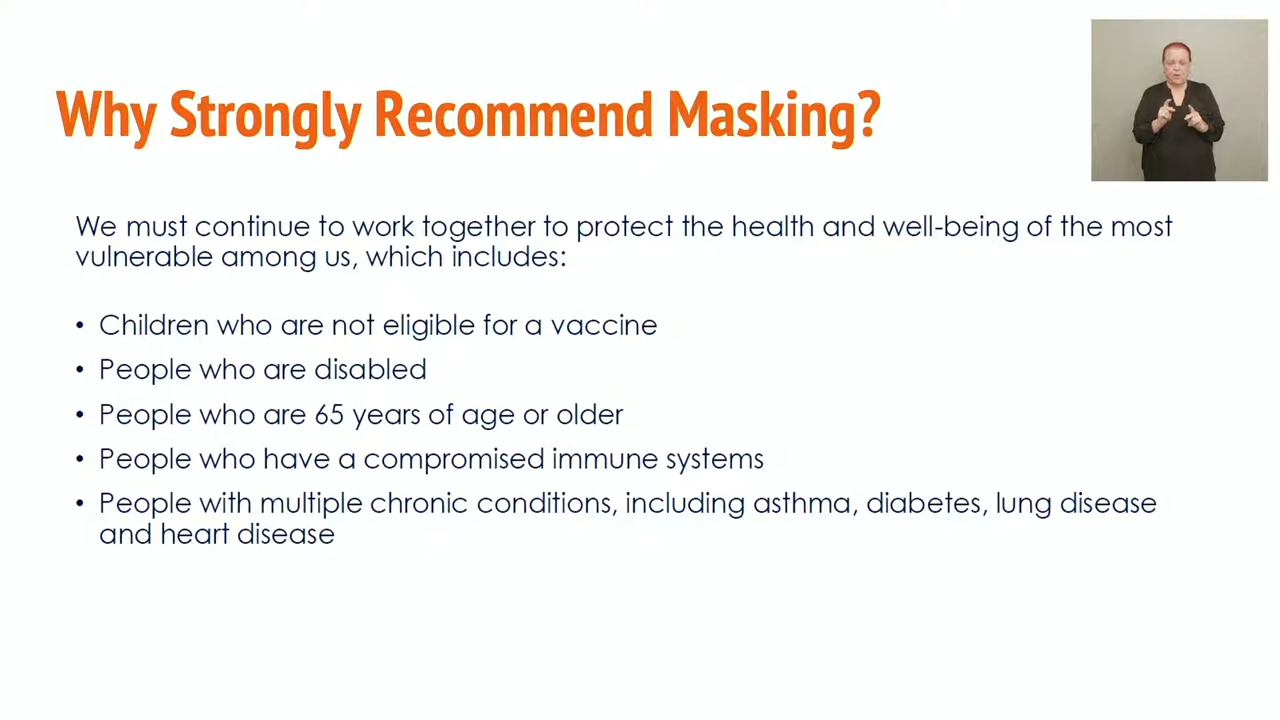 Why Strongly Recommend Masking?
We must continue to work together to protect the health and well-being of the most
vulnerable among us, which includes:
• Children who are not eligible for a vaccine
• People who are disabled
• People who are 65 years of age or older
• People who have a compromised immune systems
• People with multiple chronic conditions, including asthma, diabetes, lung disease
and heart disease